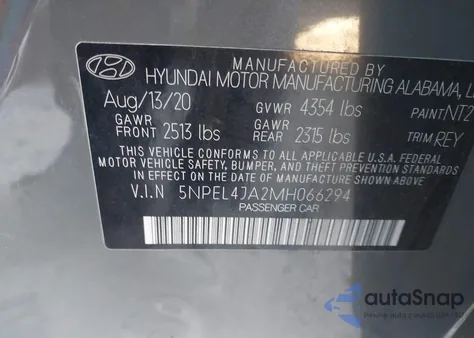 MANUFACTURED BY
HYUNDAI MOTOR MANUFACTURING ALABAMA,
Aug/13/20 GVWR 4354 lbs PAINT NT2
GAWR FRONT 2513 lbs GAWR REAR 2315 lbs TRIM REY
THIS VEHICLE CONFORMS TO ALL APPLICABLE U.S.A. FEDERAL
MOTOR VEHICLE SAFETY, BUMPER, AND THEFT PREVENTION
STANDARDS IN EFFECT ON THE DATE OF MANUFACTURE SHOWN ABOVE.
V.I.N 5NPEL4JA2MH066294
PASSENGER CAR
autoSnap